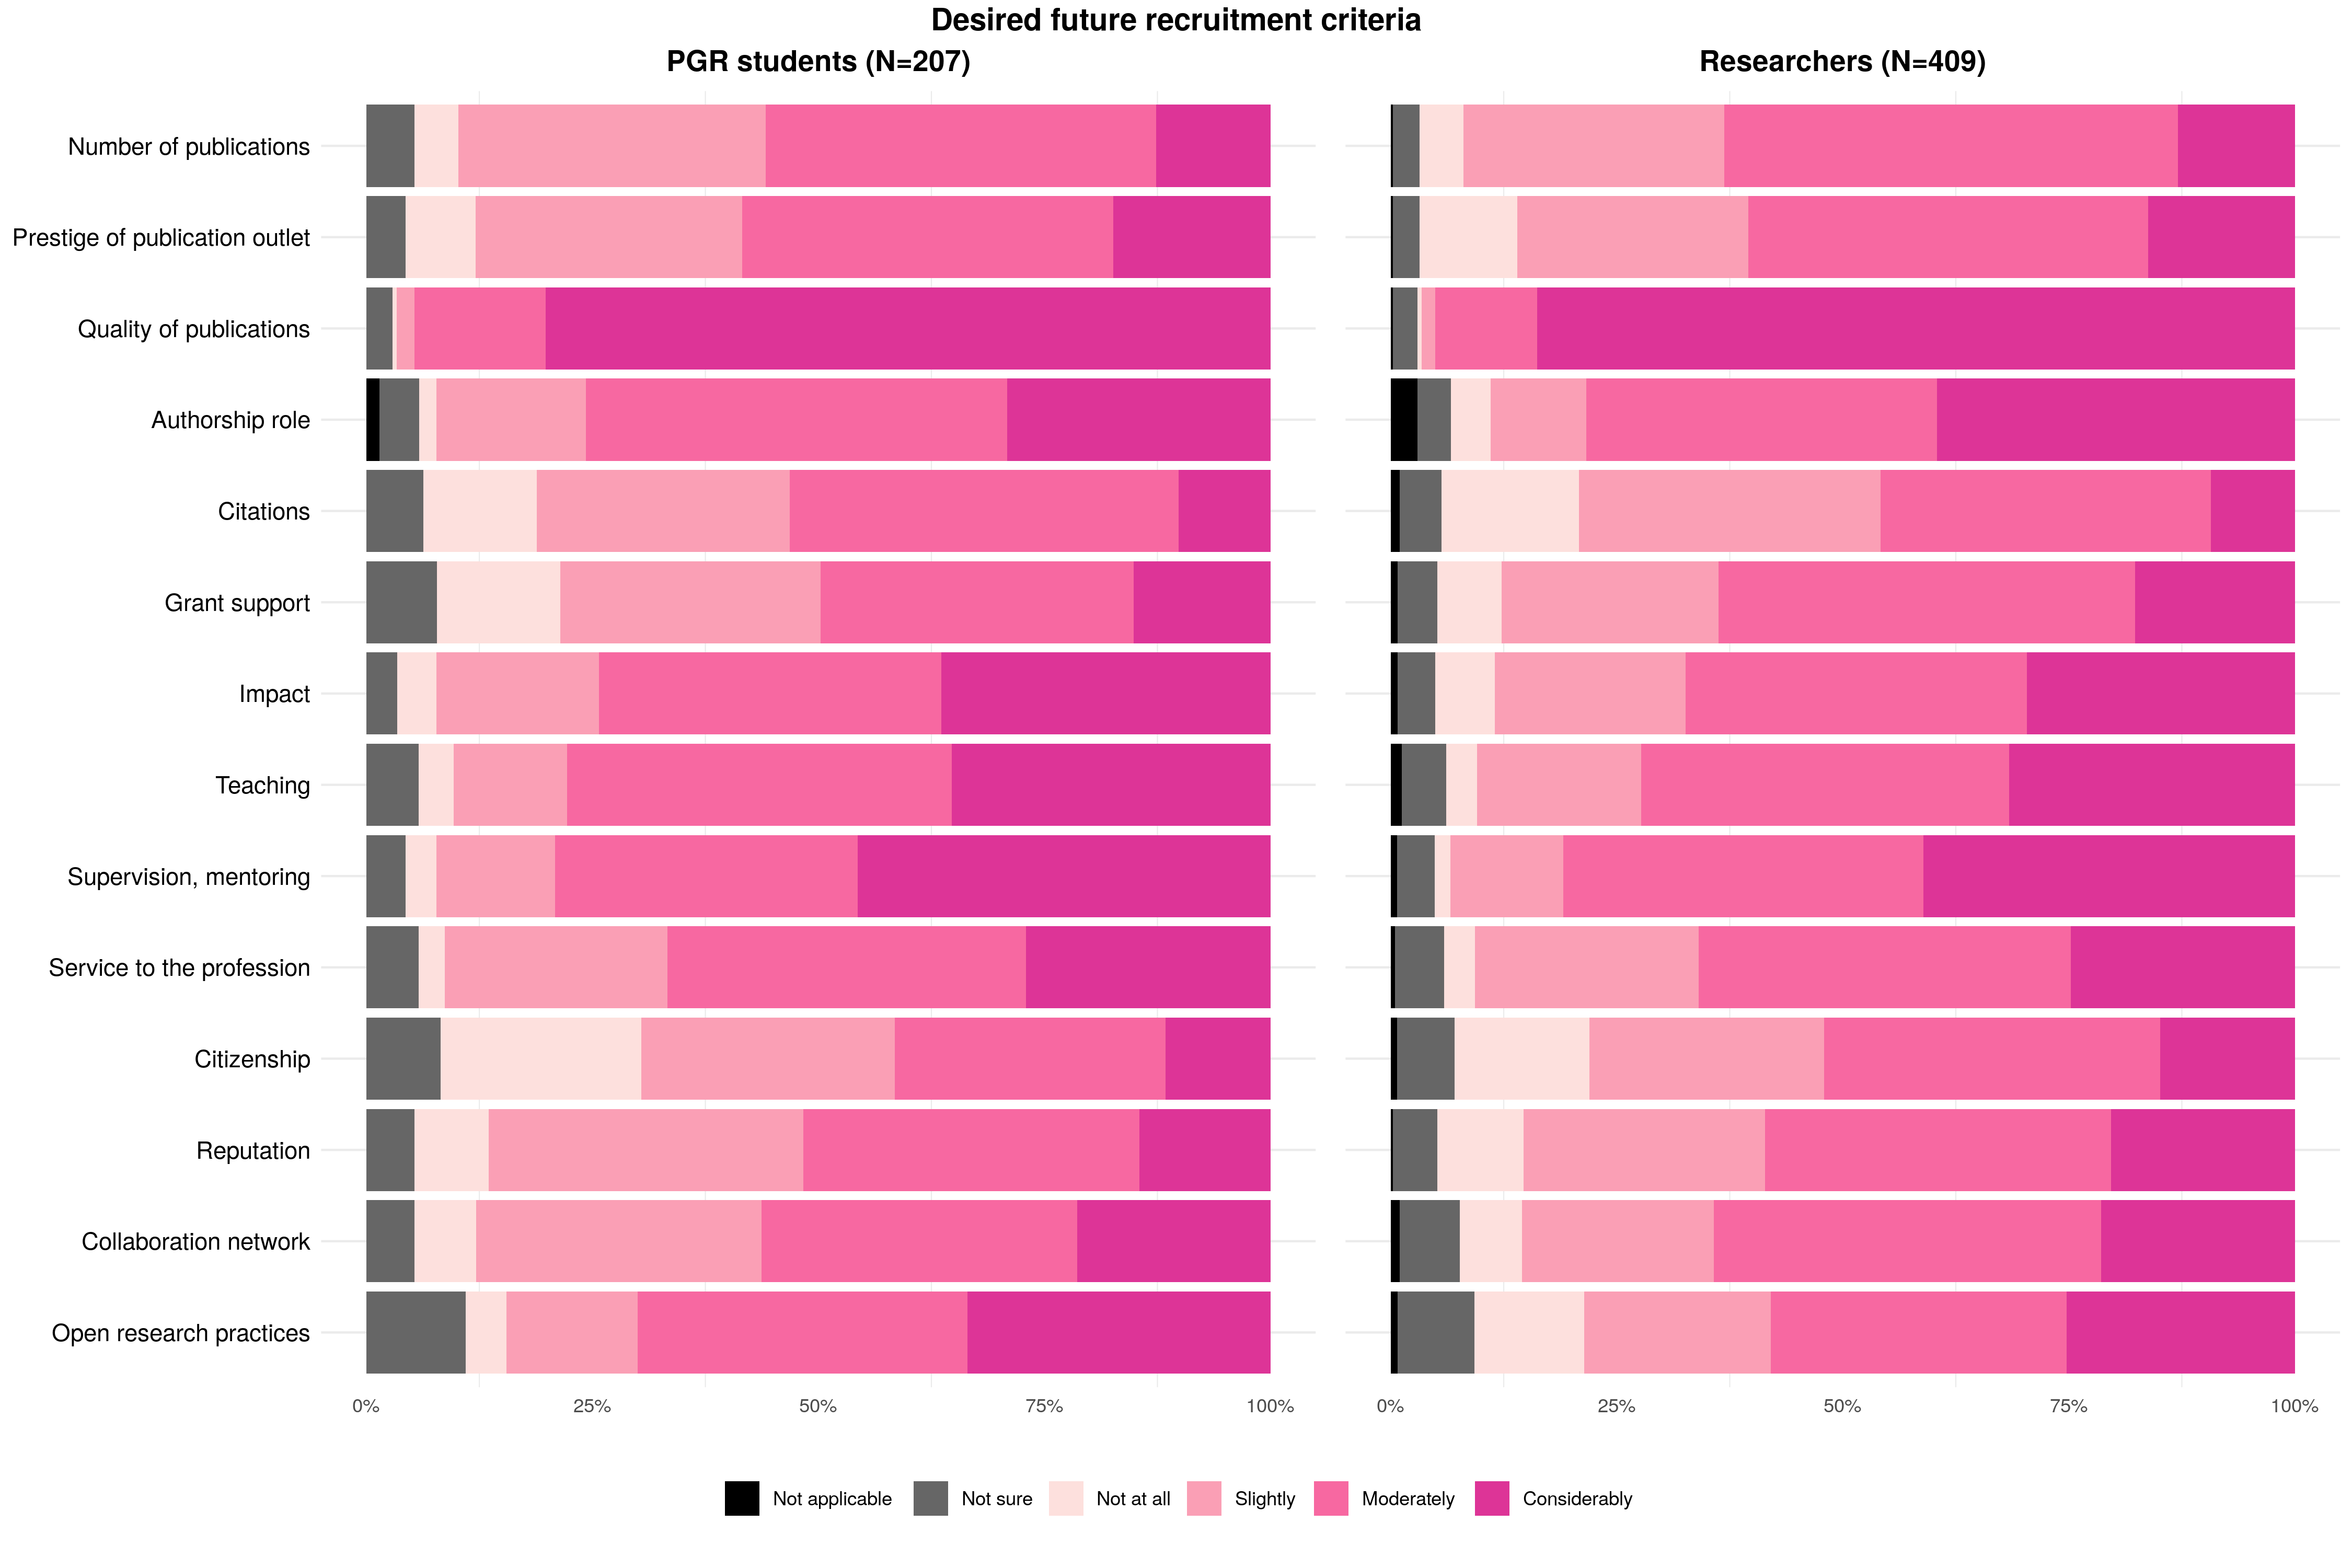 Desired future recruitment criteria
PGR students (N=207)
Researchers (N=409)
Number of publications
Prestige of publication outlet
Quality of publications
Authorship role
Citations
Grant support
Impact
Teaching
Supervision, mentoring
Service to the profession
Citizenship
Reputation
Collaboration network
Open research practices
0% 25% 50% 75% 100%
0% 25% 50% 75% 100%
Not applicable Not sure Not at all Slightly Moderately Considerably